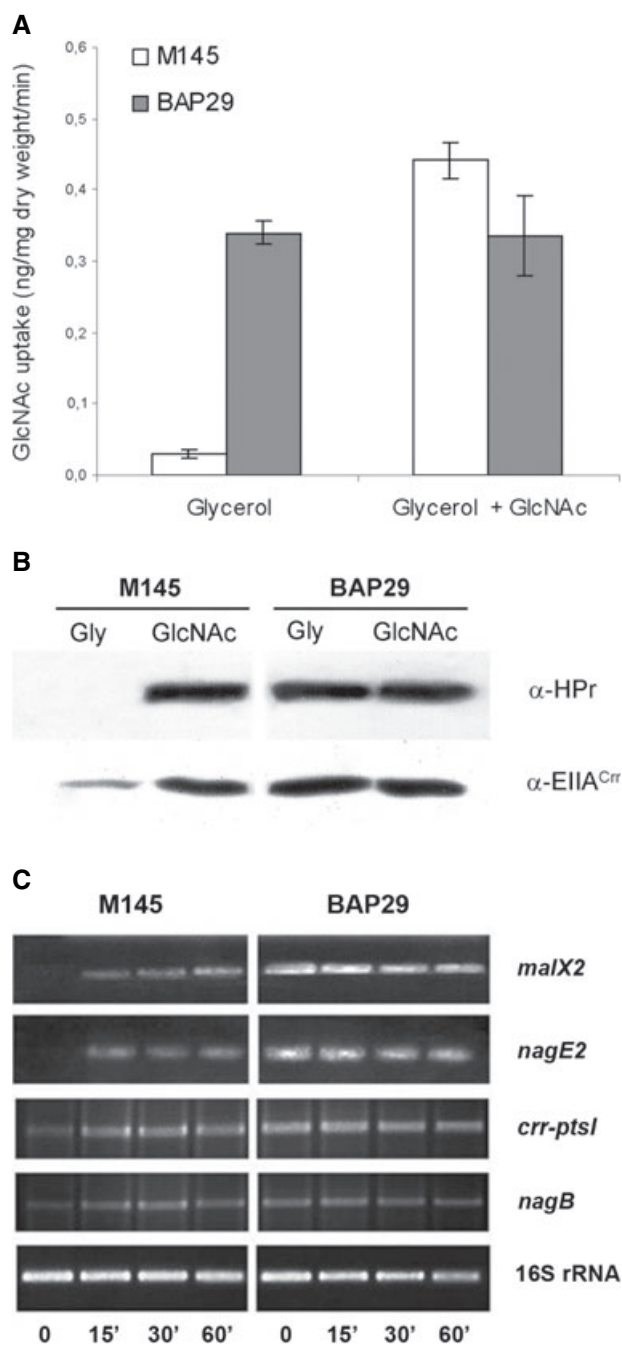 A
GlcNAc uptake (ng/mg dry weight/min)
0,6
0,5
0,4
0,3
0,2
0,1
0,0
M145
BAP29
Glycerol
Glycerol + GlcNAc
B
M145 BAP29
Gly GlcNAc Gly GlcNAc
α-HPr
α-EIIACrr
C
M145 BAP29
malX2
nagE2
crr-ptsI
nagB
16S rRNA
0 15’ 30’ 60’ 0 15’ 30’ 60’